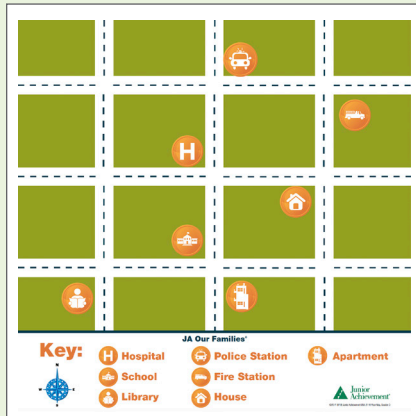 H
JA Our Families®
Key:
H Hospital
Police Station
Apartment
School
Fire Station
Library
House
Junior
Achievement®